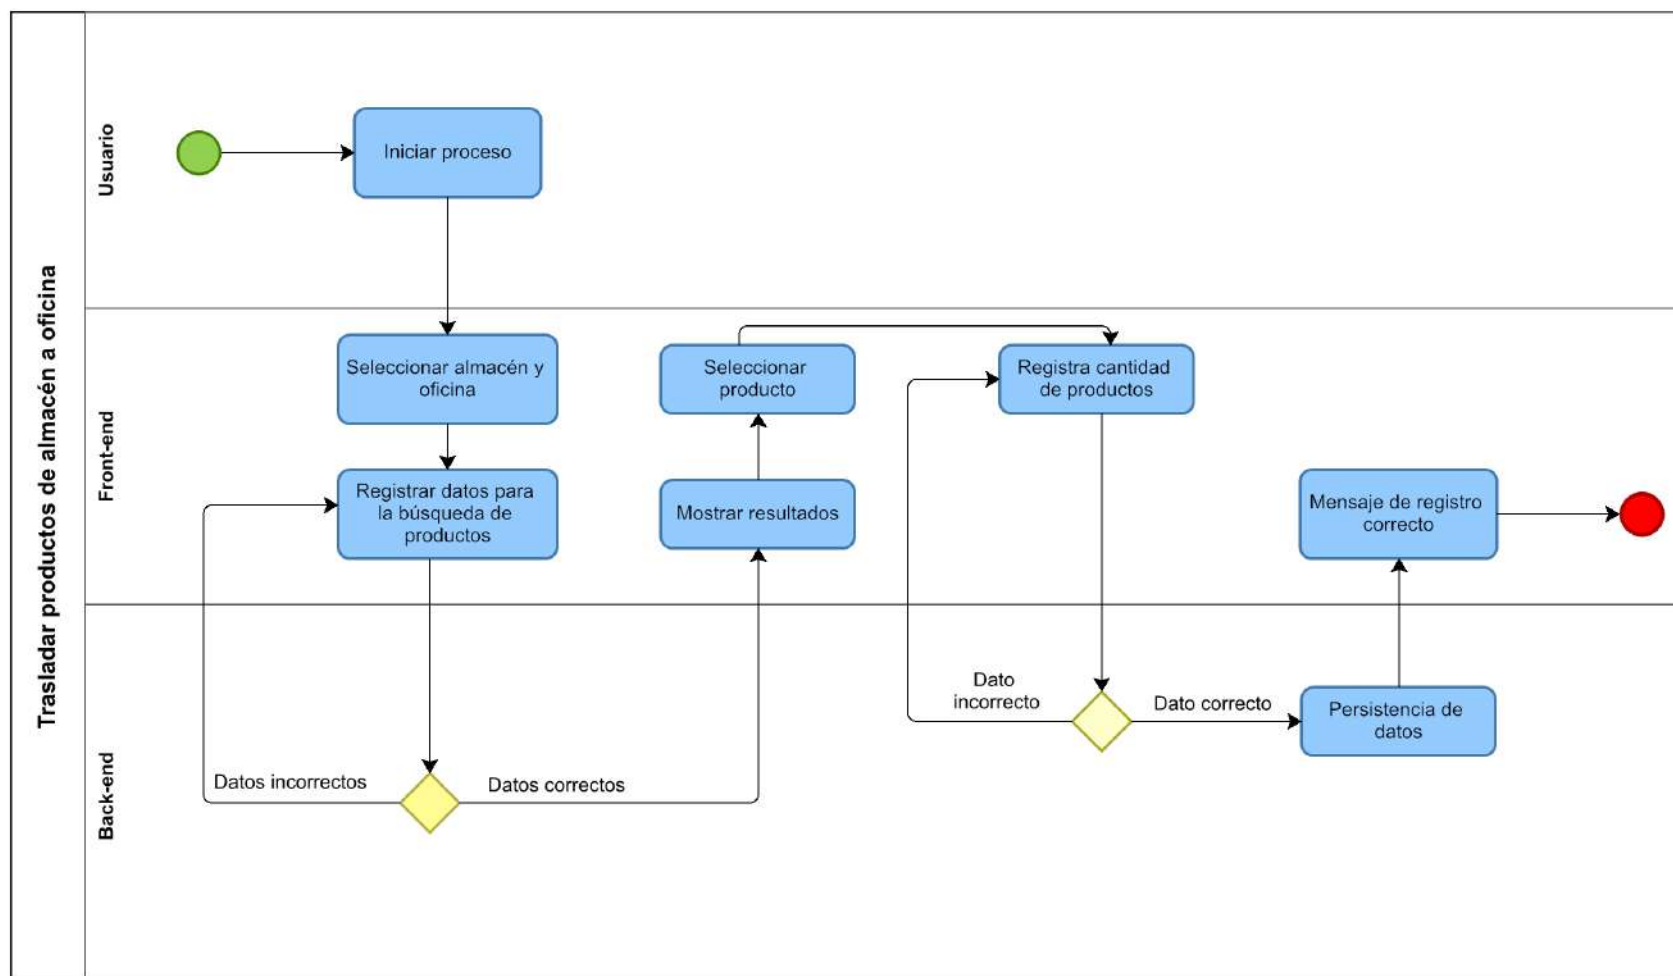 Trasladar productos de almacén a oficina
Usuario
Iniciar proceso
Front-end
Seleccionar almacén y
oficina
Registrar datos para
la búsqueda de
productos
Seleccionar
producto
Mostrar resultados
Registra cantidad
de productos
Mensaje de registro
correcto
Back-end
Datos incorrectos
Datos correctos
Dato
incorrecto
Dato correcto
Persistencia de
datos